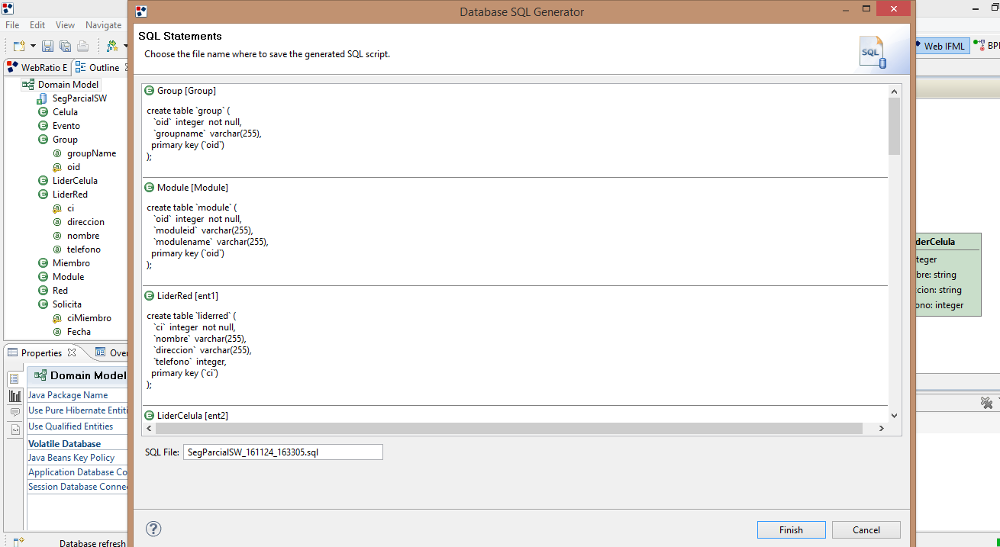 Database SQL Generator
File Edit View Navigate
WebRatio E
Outline
Domain Model
SegParcialSW
Celula
Evento
Group
groupName
oid
LiderCelula
LiderRed
ci
direccion
nombre
telefono
Miembro
Module
Red
Solicita
ciMiembro
Fecha
Properties
Over
Domain Model
Java Package Name
Use Pure Hibernate Entiti
Use Qualified Entities
Volatile Database
Java Beans Key Policy
Application Database Co
Session Database Connec
Database refresh
SQL Statements
Choose the file name where to save the generated SQL script.
SQL
Group [Group]
create table `group` (
`oid` integer not null,
`groupname` varchar(255),
primary key (`oid`)
);
Module [Module]
create table `module` (
`oid` integer not null,
`moduleid` varchar(255),
`modulename` varchar(255),
primary key (`oid`)
);
LiderRed [ent1]
create table `liderred` (
`ci` integer not null,
`nombre` varchar(255),
`direccion` varchar(255),
`telefono` integer,
primary key (`ci`)
);
LiderCelula [ent2]
SQL File: SegParcialSW_161124_163305.sql
Finish Cancel
Web IFML
BPI
derCelula
teger
bre: string
cion: string
ono: integer